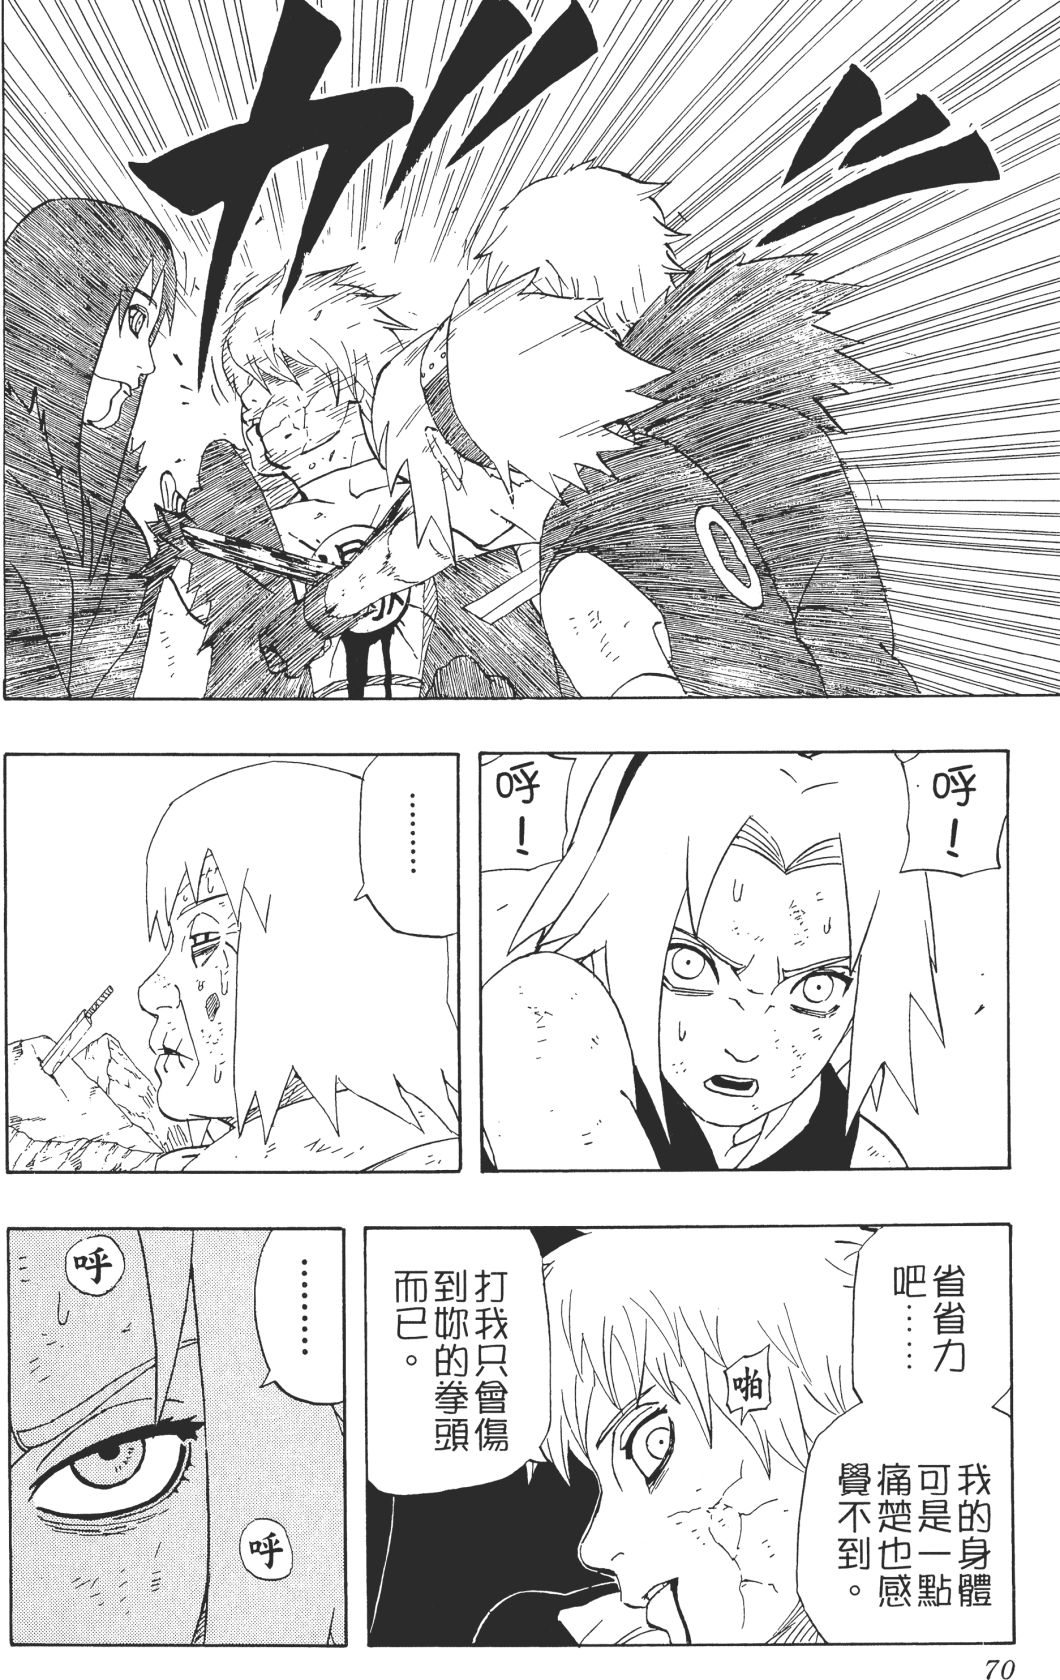 ガッ
呼!
呼!
………
省省力
吧……
我的身體
可是一點
痛楚也感
覺不到。
啪
打我只會傷
到妳的拳頭
而已。
………
呼
呼
70